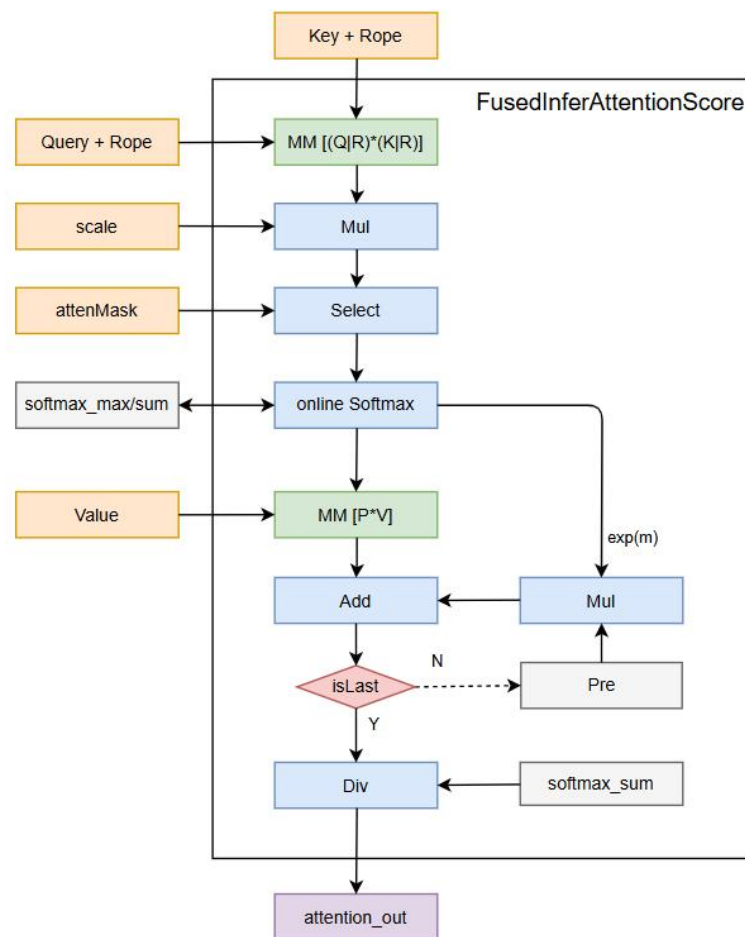 Key + Rope
FusedInferAttentionScore
Query + Rope
MM [(Q|R)*(K|R)]
scale
Mul
attenMask
Select
softmax_max/sum
online Softmax
Value
MM [P*V]
exp(m)
Add
Mul
isLast
N
Pre
Y
Div
softmax_sum
attention_out